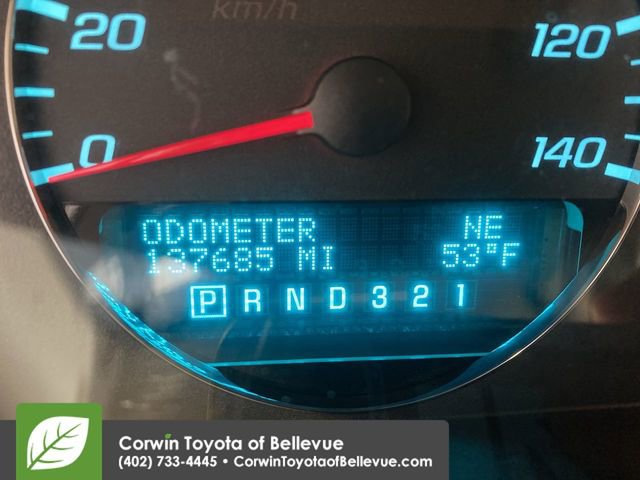 km/h
20
120
0
140
ODOMETER NE
137685 MI 53°F
P R N D 3 2 1
Corwin Toyota of Bellevue
(402) 733-4445 • CorwinToyotaofBellevue.com